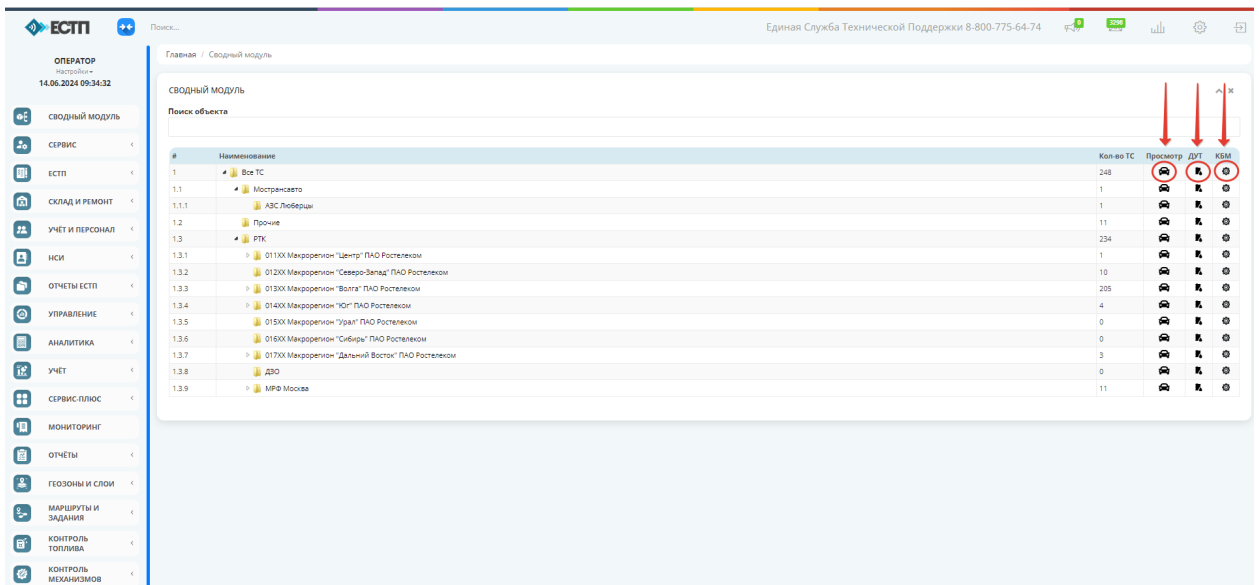 ЕСТП
Поиск...
Единая Служба Технической Поддержки 8-800-775-64-74
0
3298
ОПЕРАТОР
Настройки
14.06.2024 09:34:32
СВОДНЫЙ МОДУЛЬ
СЕРВИС
ЕСТП
СКЛАД И РЕМОНТ
УЧЁТ И ПЕРСОНАЛ
НСИ
ОТЧЕТЫ ЕСТП
УПРАВЛЕНИЕ
АНАЛИТИКА
УЧЁТ
СЕРВИС-ПЛЮС
МОНИТОРИНГ
ОТЧЁТЫ
ГЕОЗОНЫ И СЛОИ
МАРШРУТЫ И
ЗАДАНИЯ
КОНТРОЛЬ
ТОПЛИВА
КОНТРОЛЬ
МЕХАНИЗМОВ
Главная / Сводный модуль
СВОДНЫЙ МОДУЛЬ
Поиск объекта
# Наименование Кол-во ТС Просмотр ДУТ КБМ
1 Все ТС 248
1.1 Мострансавто 1
1.1.1 АЗС Люберцы 1
1.2 Прочие 11
1.3 РТК 234
1.3.1 011ХХ Макрорегион "Центр" ПАО Ростелеком 1
1.3.2 012ХХ Макрорегион "Северо-Запад" ПАО Ростелеком 10
1.3.3 013ХХ Макрорегион "Волга" ПАО Ростелеком 205
1.3.4 014ХХ Макрорегион "Юг" ПАО Ростелеком 4
1.3.5 015ХХ Макрорегион "Урал" ПАО Ростелеком 0
1.3.6 016ХХ Макрорегион "Сибирь" ПАО Ростелеком 0
1.3.7 017ХХ Макрорегион "Дальний Восток" ПАО Ростелеком 3
1.3.8 ДЗО 0
1.3.9 МРФ Москва 11